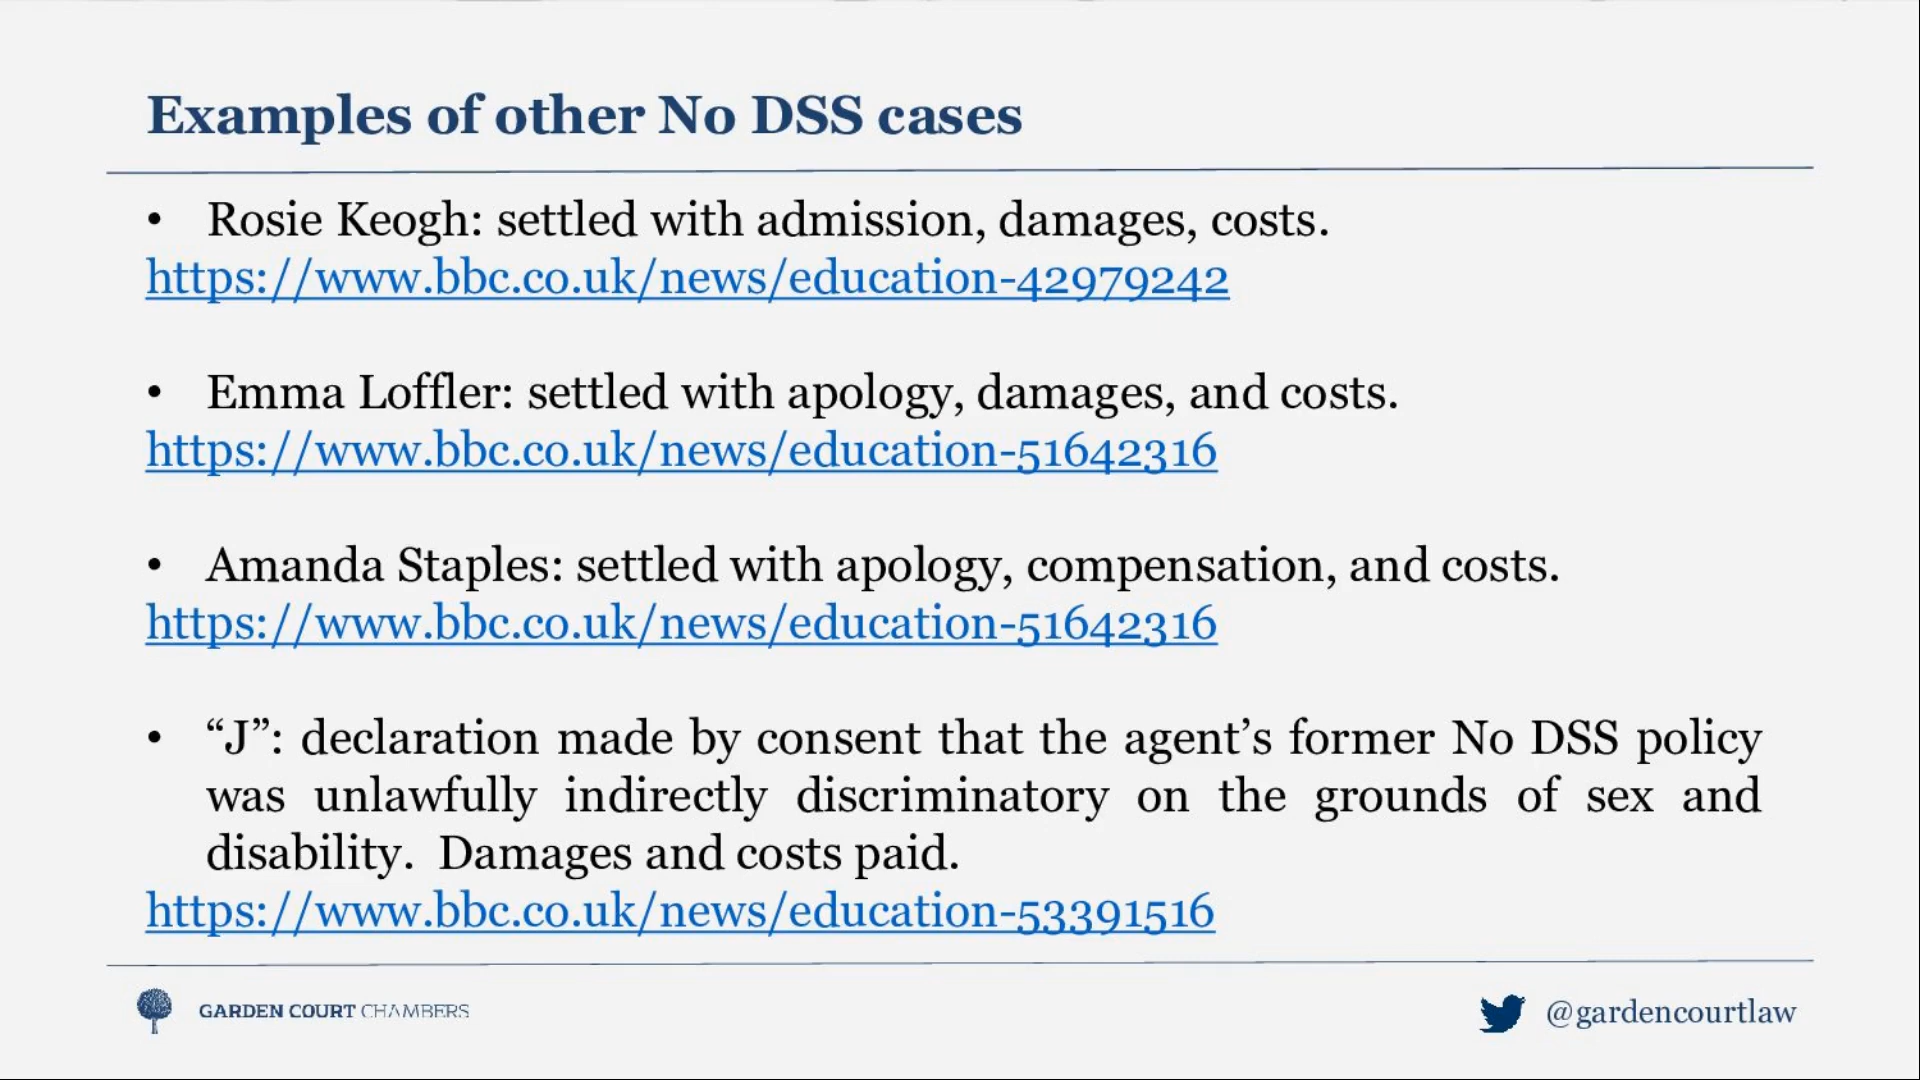 Examples of other No DSS cases
• Rosie Keogh: settled with admission, damages, costs.
https://www.bbc.co.uk/news/education-42979242
• Emma Loffler: settled with apology, damages, and costs.
https://www.bbc.co.uk/news/education-51642316
• Amanda Staples: settled with apology, compensation, and costs.
https://www.bbc.co.uk/news/education-51642316
• “J”: declaration made by consent that the agent’s former No DSS policy
was unlawfully indirectly discriminatory on the grounds of sex and
disability. Damages and costs paid.
https://www.bbc.co.uk/news/education-53391516
GARDEN COURT CHAMBERS
@gardencourtlaw